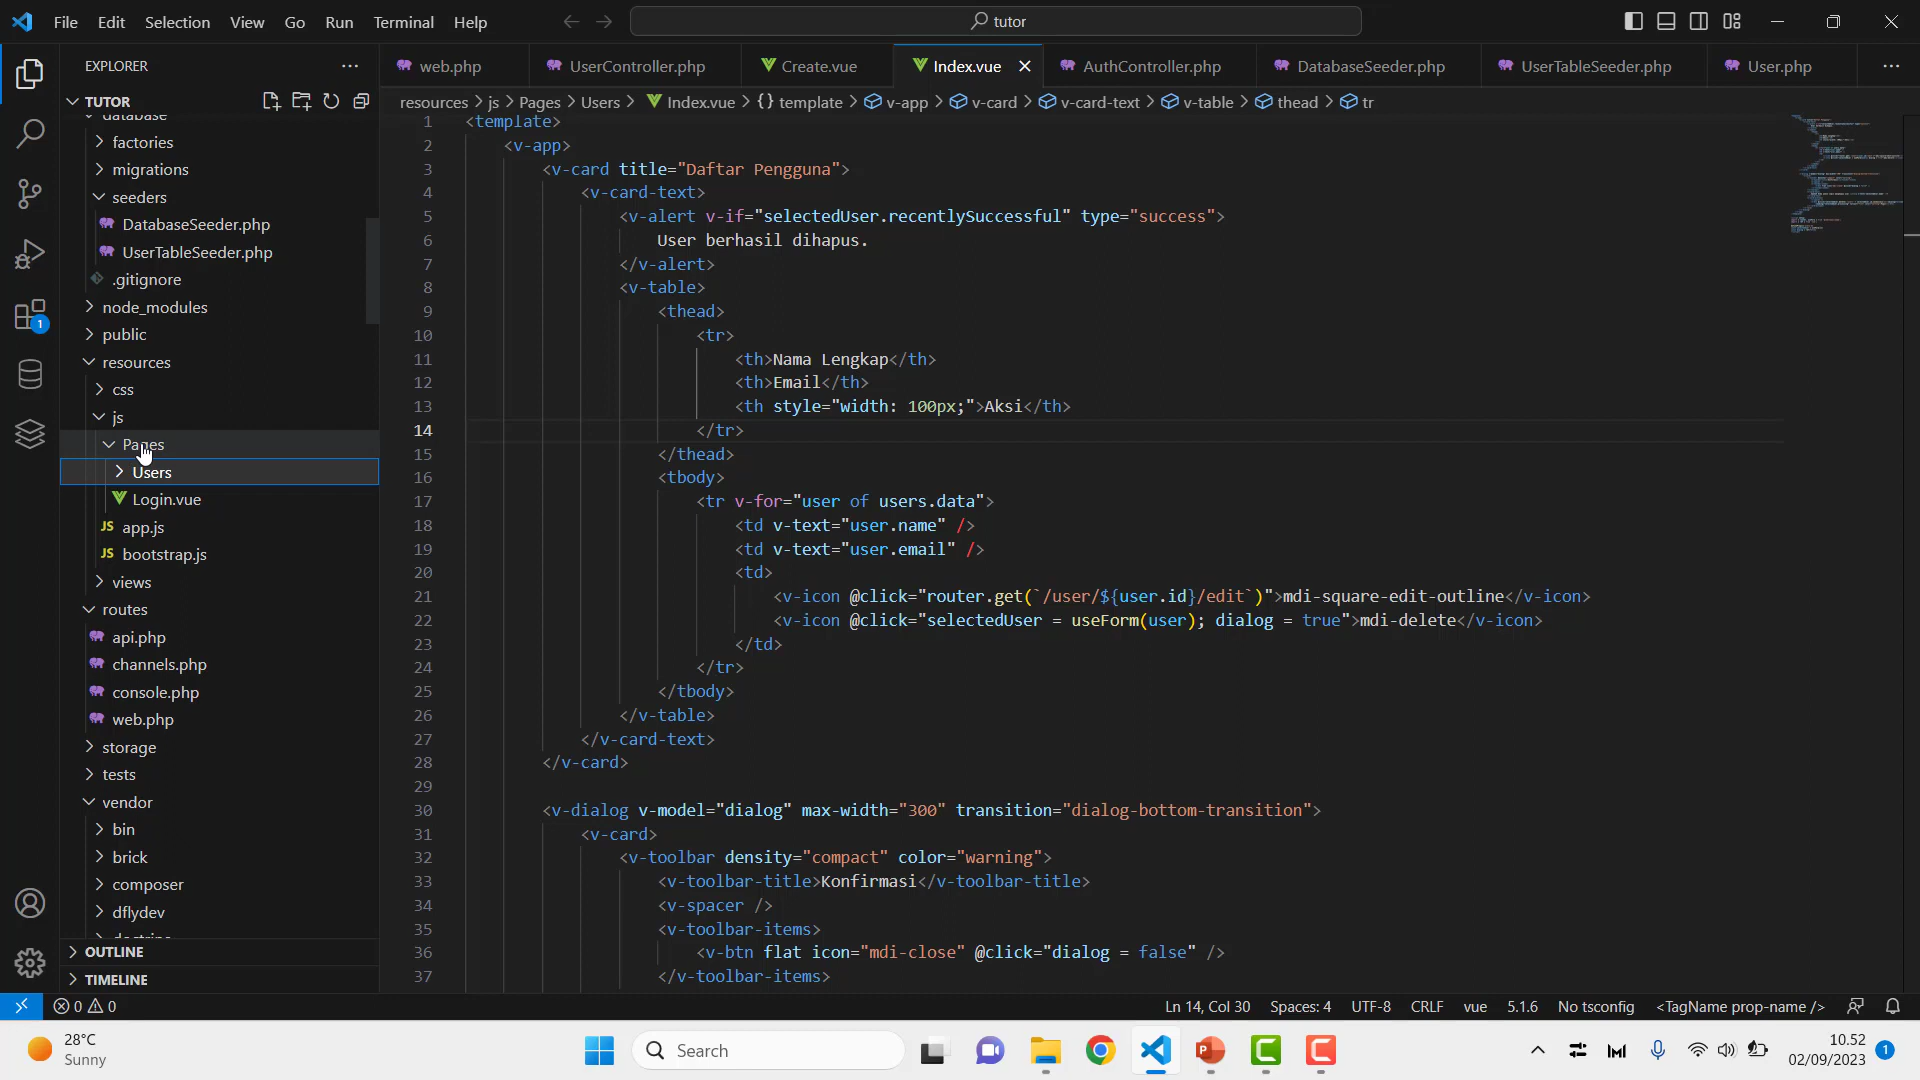 File Edit Selection View Go Run Terminal Help
tutor
EXPLORER
TUTOR
database
factories
migrations
seeders
DatabaseSeeder.php
UserTableSeeder.php
.gitignore
node_modules
public
resources
css
js
Pages
Users
Login.vue
app.js
bootstrap.js
views
routes
api.php
channels.php
console.php
web.php
storage
tests
vendor
bin
brick
composer
dflydev
doctrine
OUTLINE
TIMELINE
web.php UserController.php Create.vue Index.vue AuthController.php DatabaseSeeder.php UserTableSeeder.php User.php
resources > js > Pages > Users > Index.vue > {} template > v-app > v-card > v-card-text > v-table > thead > tr
1 <template>
2 <v-app>
3 <v-card title="Daftar Pengguna">
4 <v-card-text>
5 <v-alert v-if="selectedUser.recentlySuccessful" type="success">
6 User berhasil dihapus.
7 </v-alert>
8 <v-table>
9 <thead>
10 <tr>
11 <th>Nama Lengkap</th>
12 <th>Email</th>
13 <th style="width: 100px;">Aksi</th>
14 </tr>
15 </thead>
16 <tbody>
17 <tr v-for="user of users.data">
18 <td v-text="user.name" />
19 <td v-text="user.email" />
20 <td>
21 <v-icon @click="router.get(`/user/${user.id}/edit`)">mdi-square-edit-outline</v-icon>
22 <v-icon @click="selectedUser = useForm(user); dialog = true">mdi-delete</v-icon>
23 </td>
24 </tr>
25 </tbody>
26 </v-table>
27 </v-card-text>
28 </v-card>
29
30 <v-dialog v-model="dialog" max-width="300" transition="dialog-bottom-transition">
31 <v-card>
32 <v-toolbar density="compact" color="warning">
33 <v-toolbar-title>Konfirmasi</v-toolbar-title>
34 <v-spacer />
35 <v-toolbar-items>
36 <v-btn flat icon="mdi-close" @click="dialog = false" />
37 </v-toolbar-items>
0 0 Ln 14, Col 30 Spaces: 4 UTF-8 CRLF vue 5.1.6 No tsconfig <TagName prop-name />
28°C
Sunny
Search
10.52
02/09/2023
1